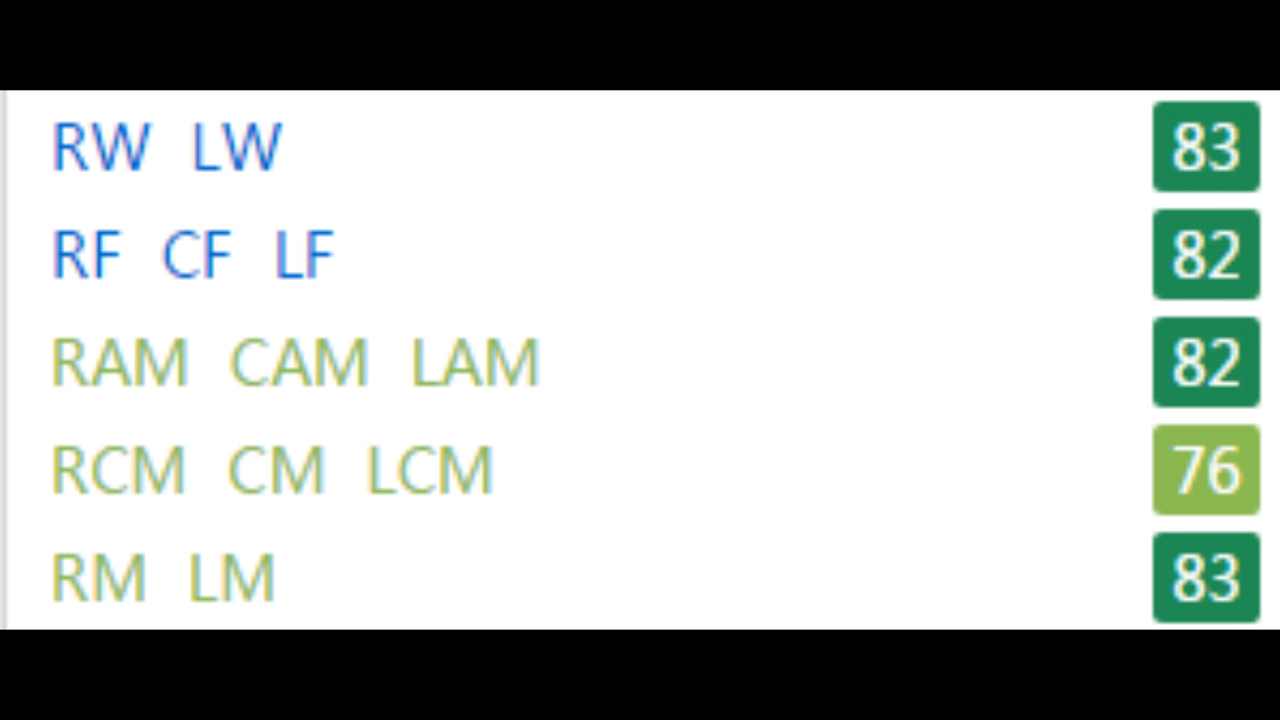 RW LW 83
RF CF LF 82
RAM CAM LAM 82
RCM CM LCM 76
RM LM 83